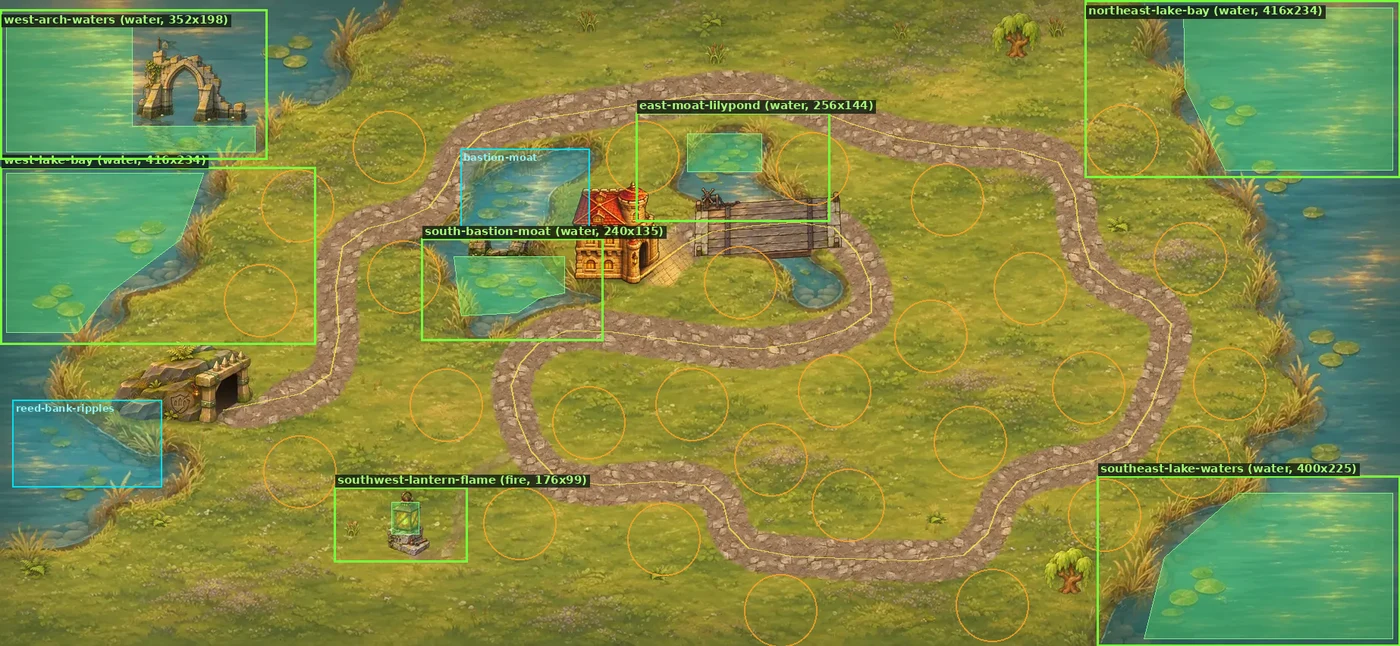 west-arch-waters (water, 352x198)
northeast-lake-bay (water, 416x234)
east-moat-lilypond (water, 256x144)
west-lake-bay (water, 416x234)
bastion-moat
south-bastion-moat (water, 240x135)
reed-bank-ripples
southeast-lake-waters (water, 400x225)
southwest-lantern-flame (fire, 176x99)